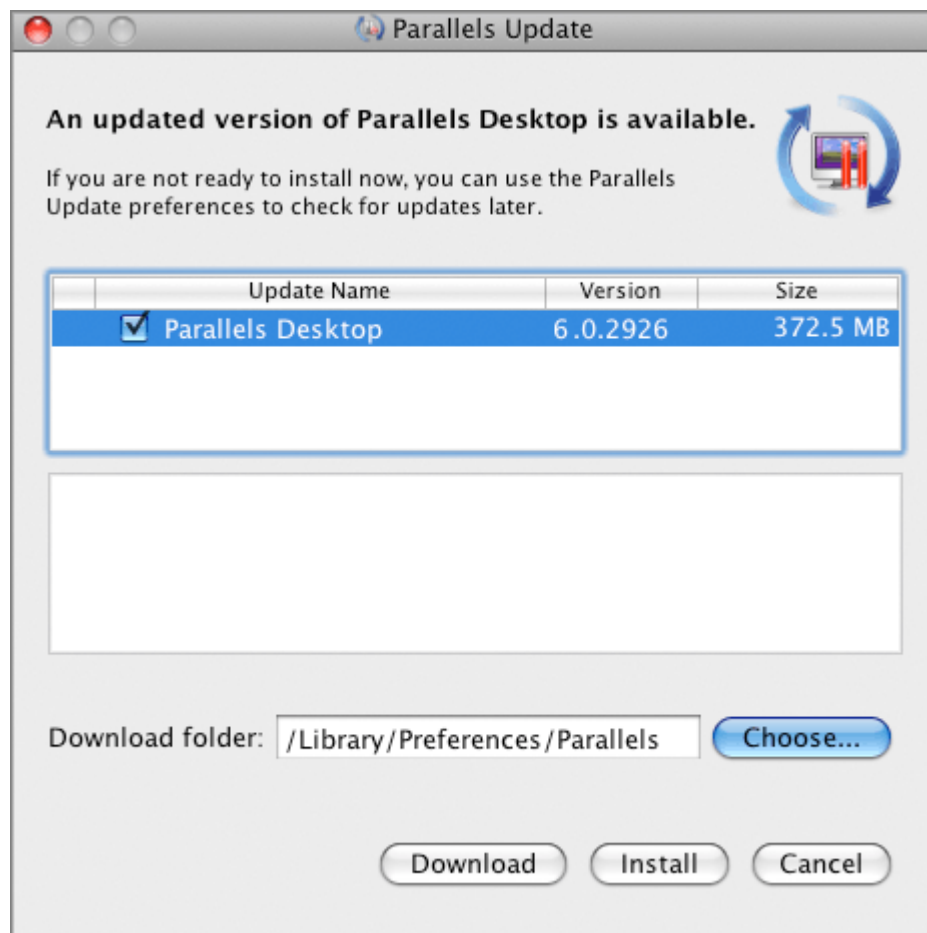 Parallels Update
An updated version of Parallels Desktop is available.
If you are not ready to install now, you can use the Parallels
Update preferences to check for updates later.
Update Name Version Size
Parallels Desktop 6.0.2926 372.5 MB
Download folder: /Library/Preferences/Parallels Choose...
Download Install Cancel